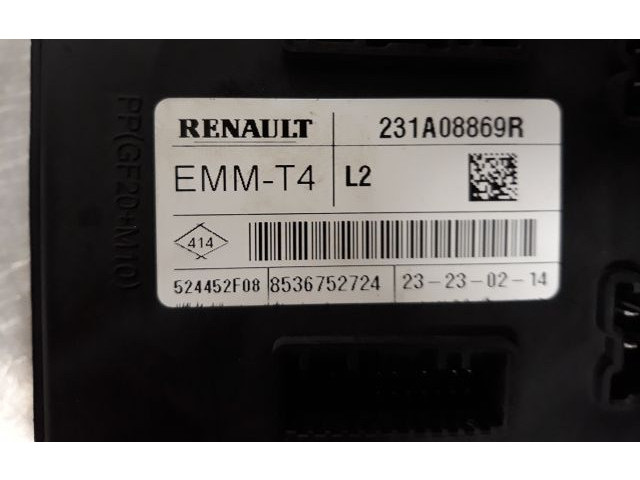 RENAULT 231A08869R
EMM-T4 L2
414
524452F08 8536752724 23-23-02-14
PP(GF20+M10)